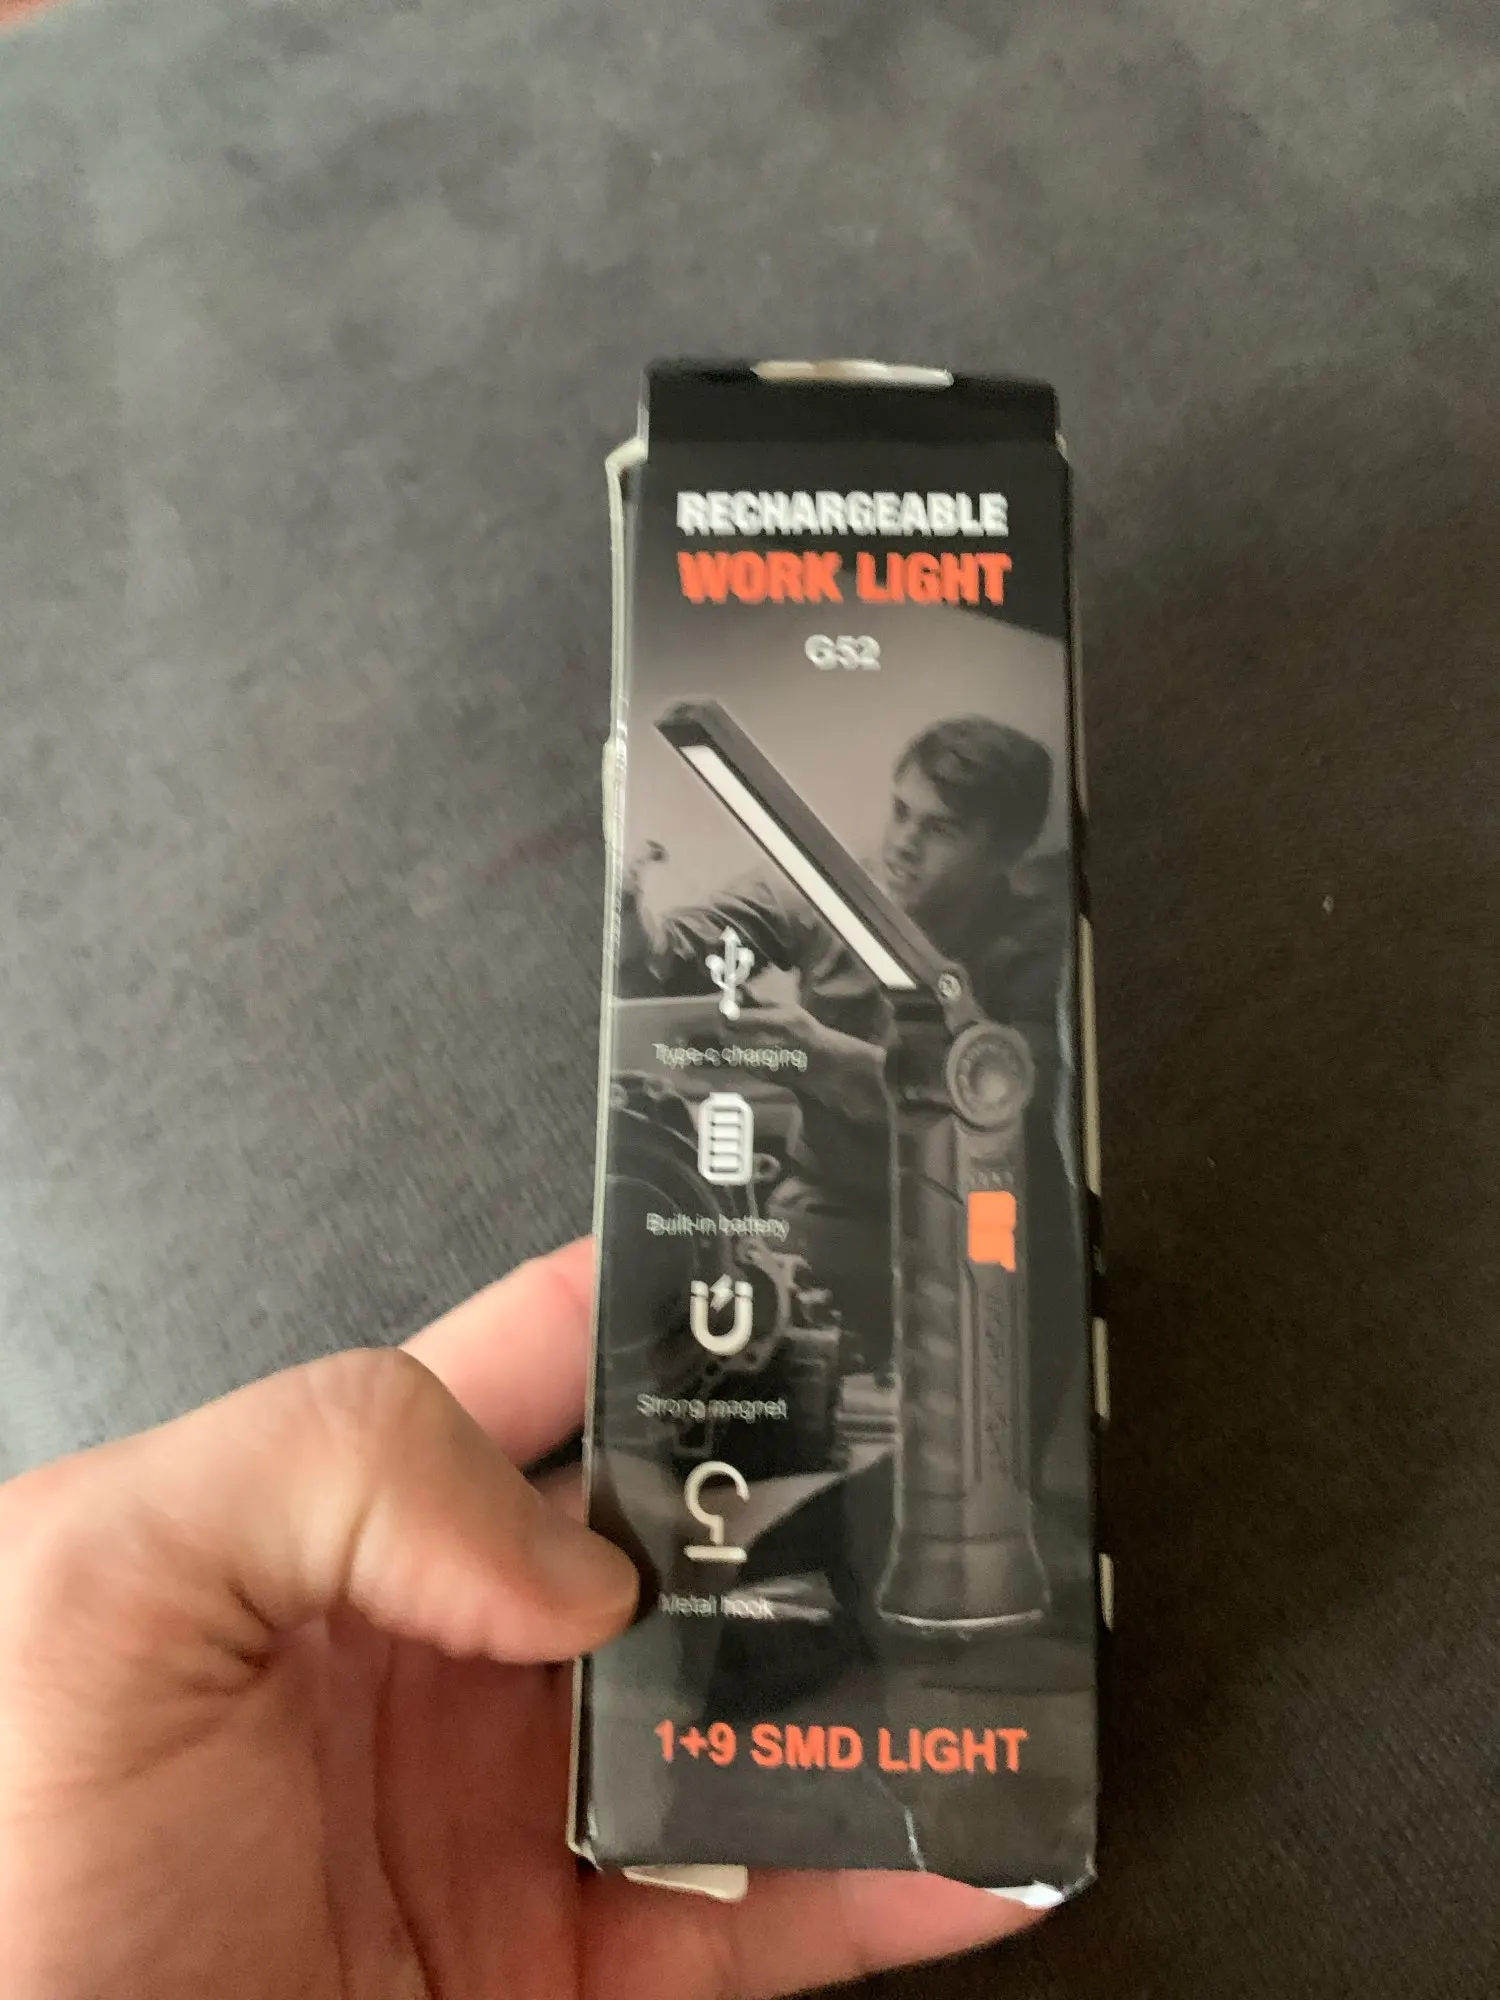 RECHARGEABLE
WORK LIGHT
G52
Type-c charging
Built-in battery
Strong magnet
Metal hook
1+9 SMD LIGHT